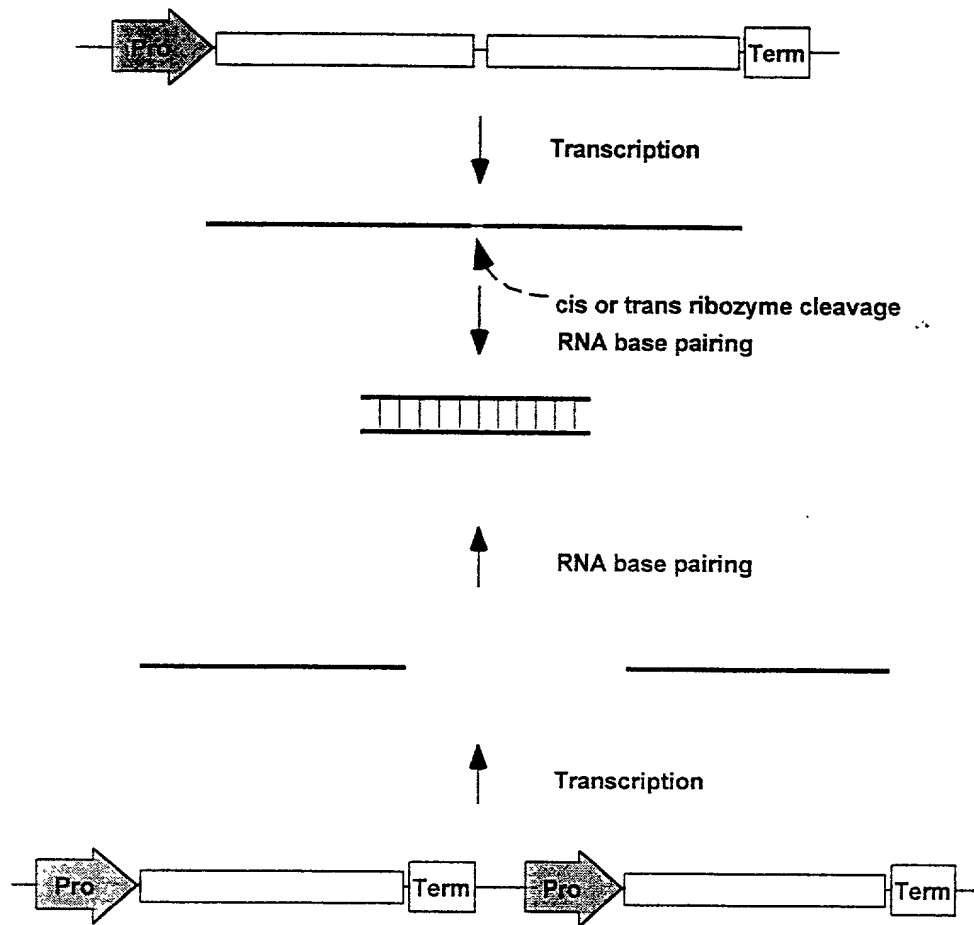 Pro Term
Transcription
cis or trans ribozyme cleavage
RNA base pairing
RNA base pairing
Transcription
Pro Term Pro Term